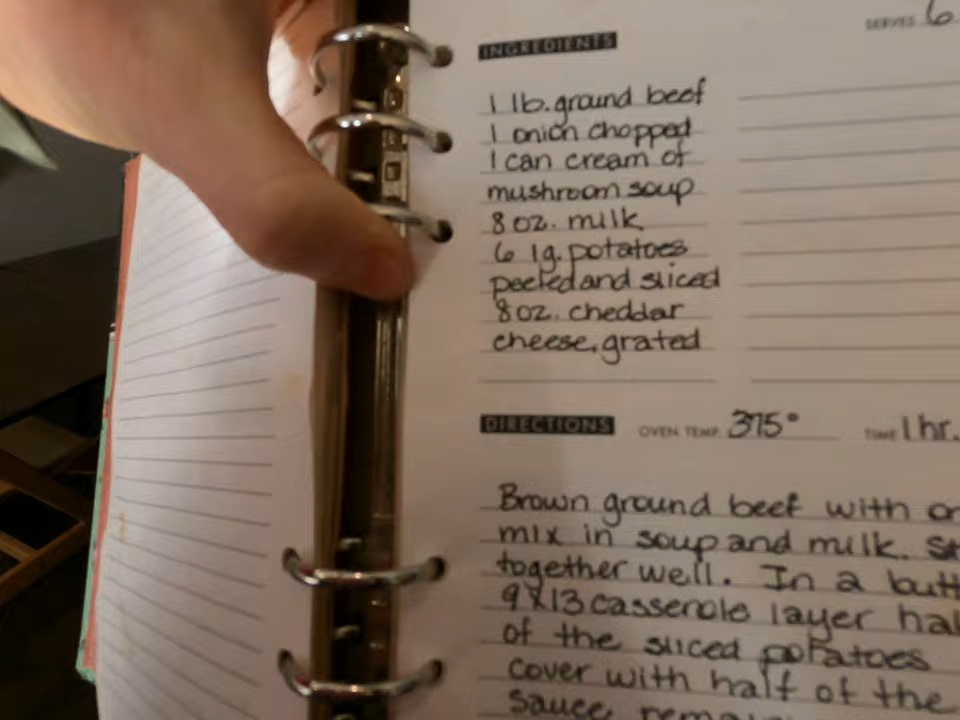 SERVES 6
INGREDIENTS
1 lb. ground beef
1 onion chopped
1 can cream of
mushroom soup
8 oz. milk
6 lg. potatoes
peeled and sliced
8 oz. cheddar
cheese, grated
DIRECTIONS OVEN TEMP. 375° TIME 1 hr.
Brown ground beef with
mix in soup and milk.
together well. In a
9x13 casserole layer
of the sliced potatoes
cover with half of the
sauce,